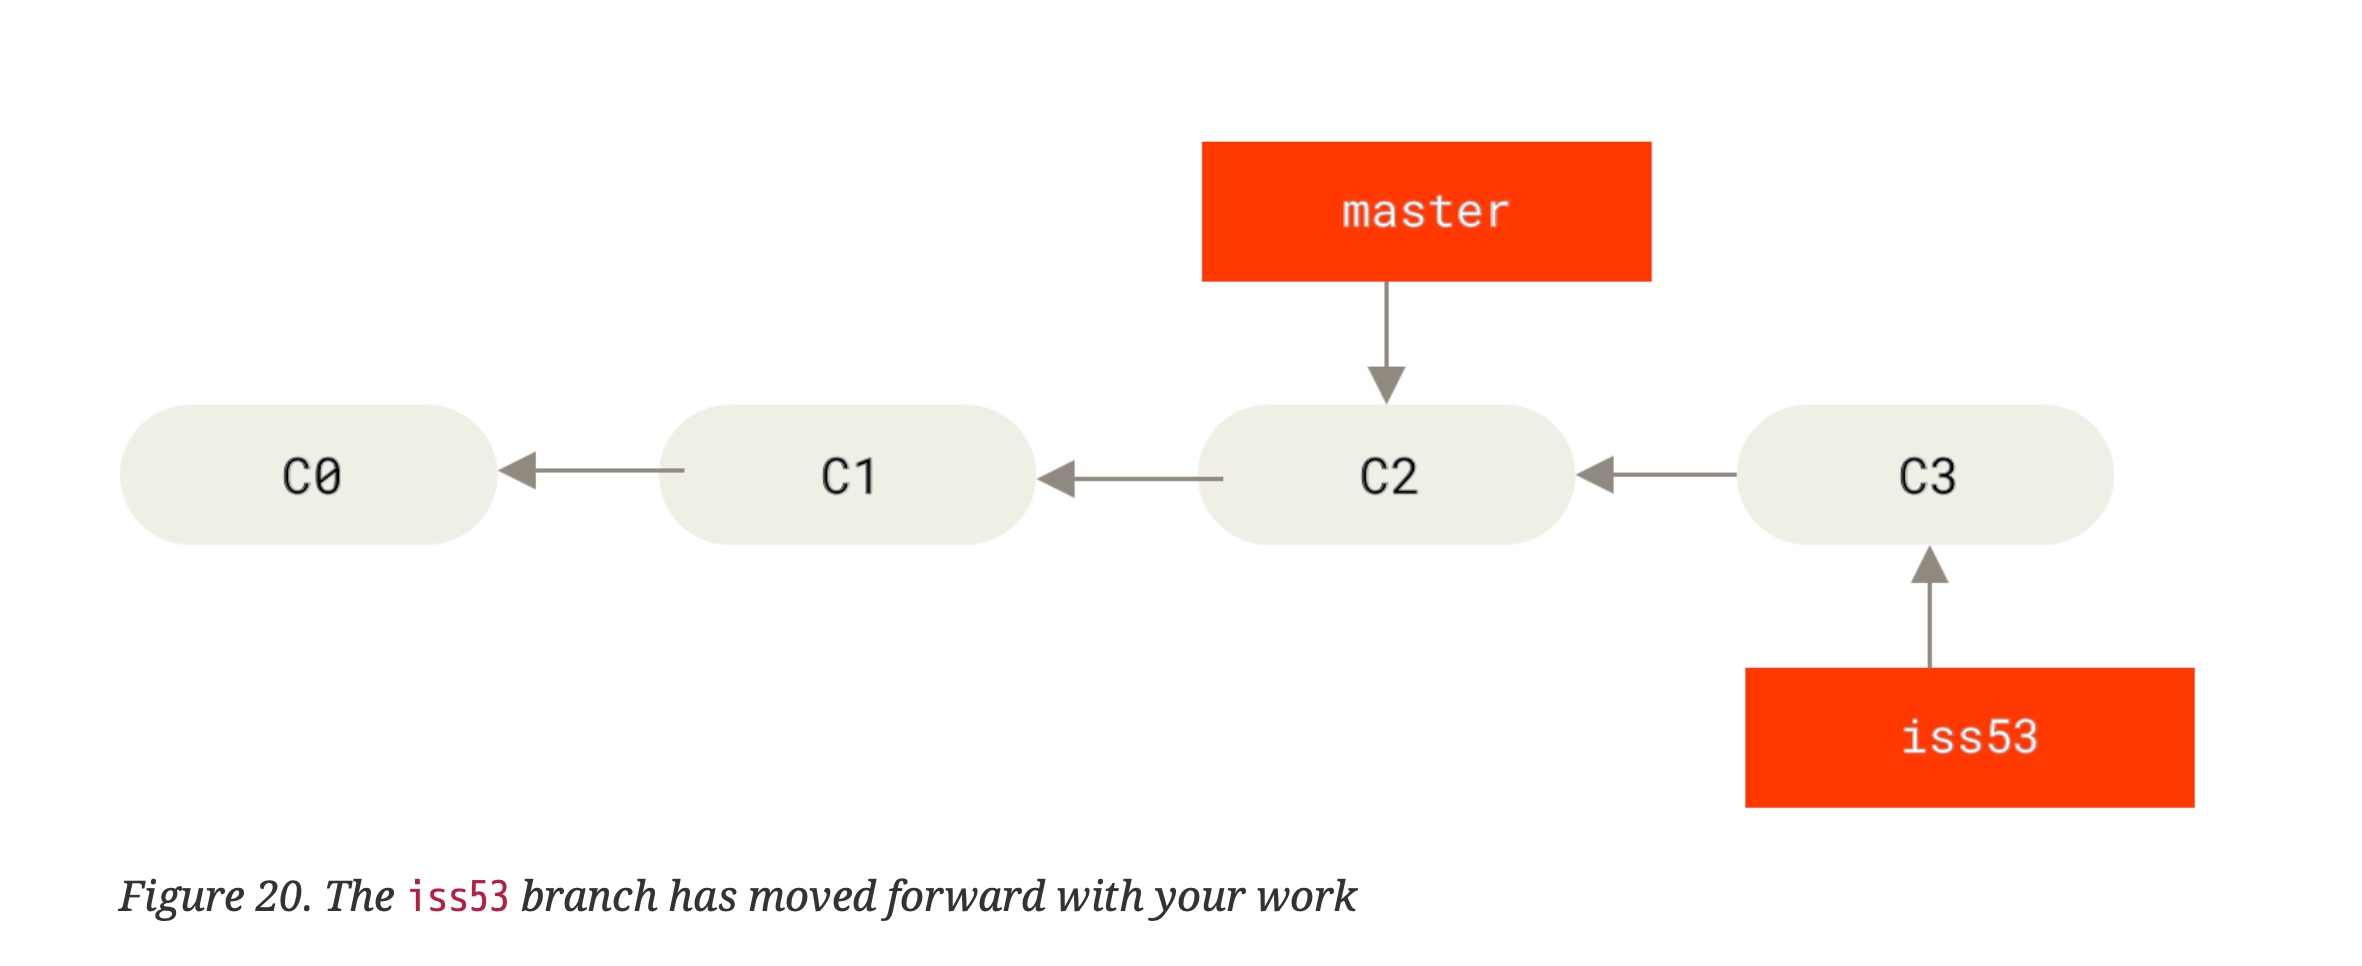 master
C0 C1 C2 C3
iss53
Figure 20. The iss53 branch has moved forward with your work